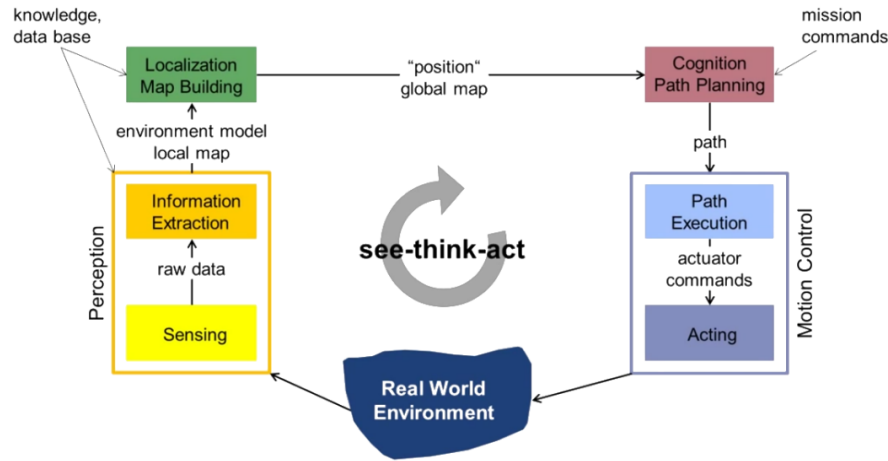 knowledge,
data base
Localization
Map Building
“position“
global map
Cognition
Path Planning
mission
commands
environment model
local map
path
Perception
Information
Extraction
raw data
Sensing
see-think-act
Path
Execution
actuator
commands
Acting
Motion Control
Real World
Environment